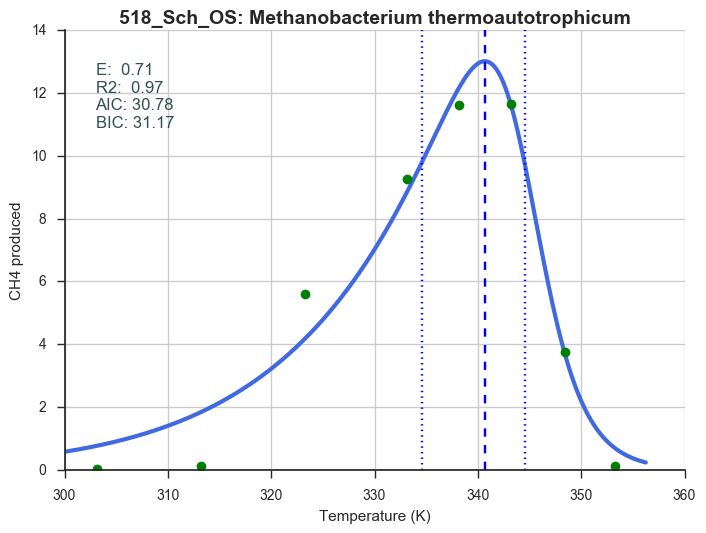 518_Sch_OS: Methanobacterium thermoautotrophicum
E:  0.71
R2:  0.97
AIC: 30.78
BIC: 31.17
CH4 produced
14
12
10
8
6
4
2
0
300 310 320 330 340 350 360
Temperature (K)